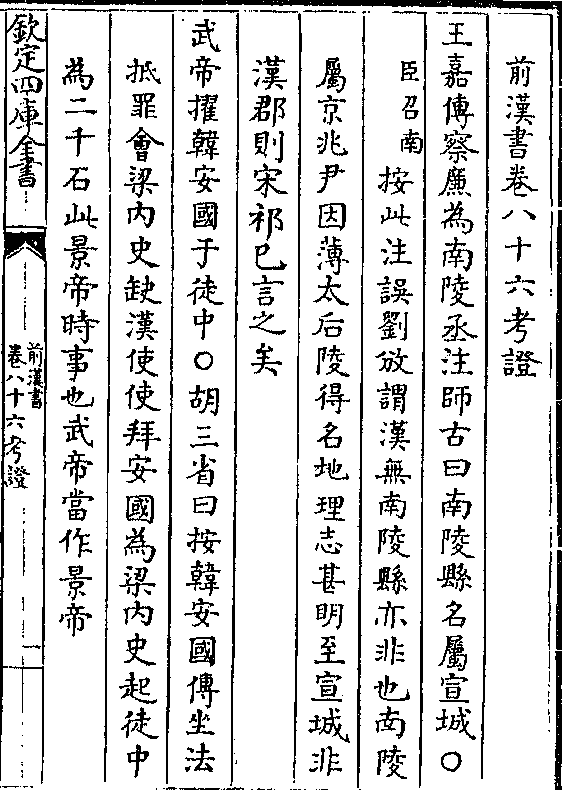 前漢書卷八十六考證
王嘉傳察廉為南陵丞注師古曰南陵縣名屬宣城〇
臣召南按此注誤劉攽謂漢無南陵縣亦非也南陵
屬京兆尹因薄太后陵得名地理志甚明至宣城非
漢郡則宋祁已言之矣
武帝擢韓安國于徒中〇胡三省曰按韓安國傳坐法
抵罪會梁內史缺漢使使拜安國為梁內史起徒中
為二千石此景帝時事也武帝當作景帝
欽定四庫全書
前漢書
卷八十六考證
一